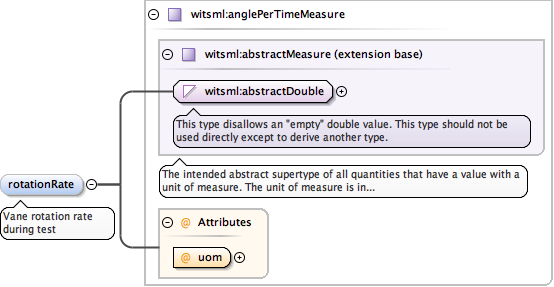 witsml:anglePerTimeMeasure
witsml:abstractMeasure (extension base)
witsml:abstractDouble
This type disallows an "empty" double value. This type should not be
used directly except to derive another type.
The intended abstract supertype of all quantities that have a value with a
unit of measure. The unit of measure is in...
rotationRate
Vane rotation rate
during test
@ Attributes
@ uom